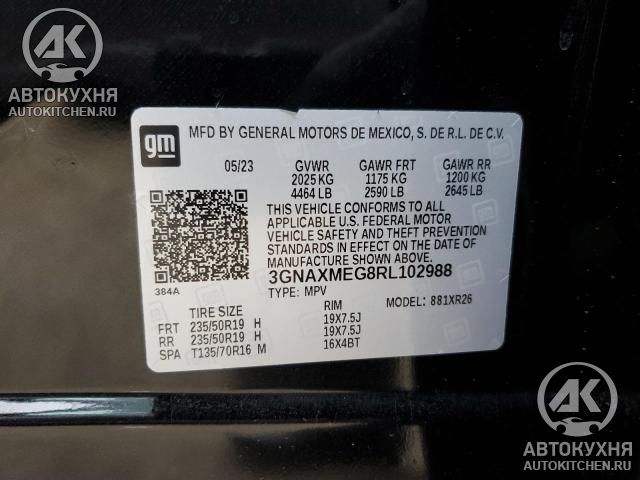 AK
АВТОКУХНЯ
AUTOKITCHEN.RU
gm
MFD BY GENERAL MOTORS DE MEXICO, S. DE R.L. DE C.V.
05/23 GVWR GAWR FRT GAWR RR
2025 KG 1175 KG 1200 KG
4464 LB 2590 LB 2645 LB
THIS VEHICLE CONFORMS TO ALL
APPLICABLE U.S. FEDERAL MOTOR
VEHICLE SAFETY AND THEFT PREVENTION
STANDARDS IN EFFECT ON THE DATE OF
MANUFACTURE SHOWN ABOVE.
384A
3GNAXMEG8RL102988
TYPE: MPV MODEL: 881XR26
TIRE SIZE RIM
FRT 235/50R19 H 19X7.5J
RR 235/50R19 H 19X7.5J
SPA T135/70R16 M 16X4BT
AK
АВТОКУХНЯ
AUTOKITCHEN.RU